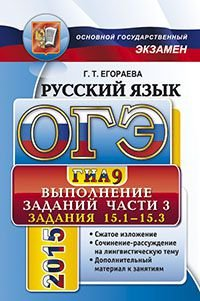 ОСНОВНОЙ ГОСУДАРСТВЕННЫЙ
ЭКЗАМЕН
Г. Т. ЕГОРАЕВА
РУССКИЙ ЯЗЫК
ОГЭ
ГИА9
ВЫПОЛНЕНИЕ
ЗАДАНИЙ ЧАСТИ 3
ЗАДАНИЯ 15.1–15.3
2015
• Сжатое изложение
• Сочинение-рассуждение
на лингвистическую тему
• Дополнительный
материал к занятиям